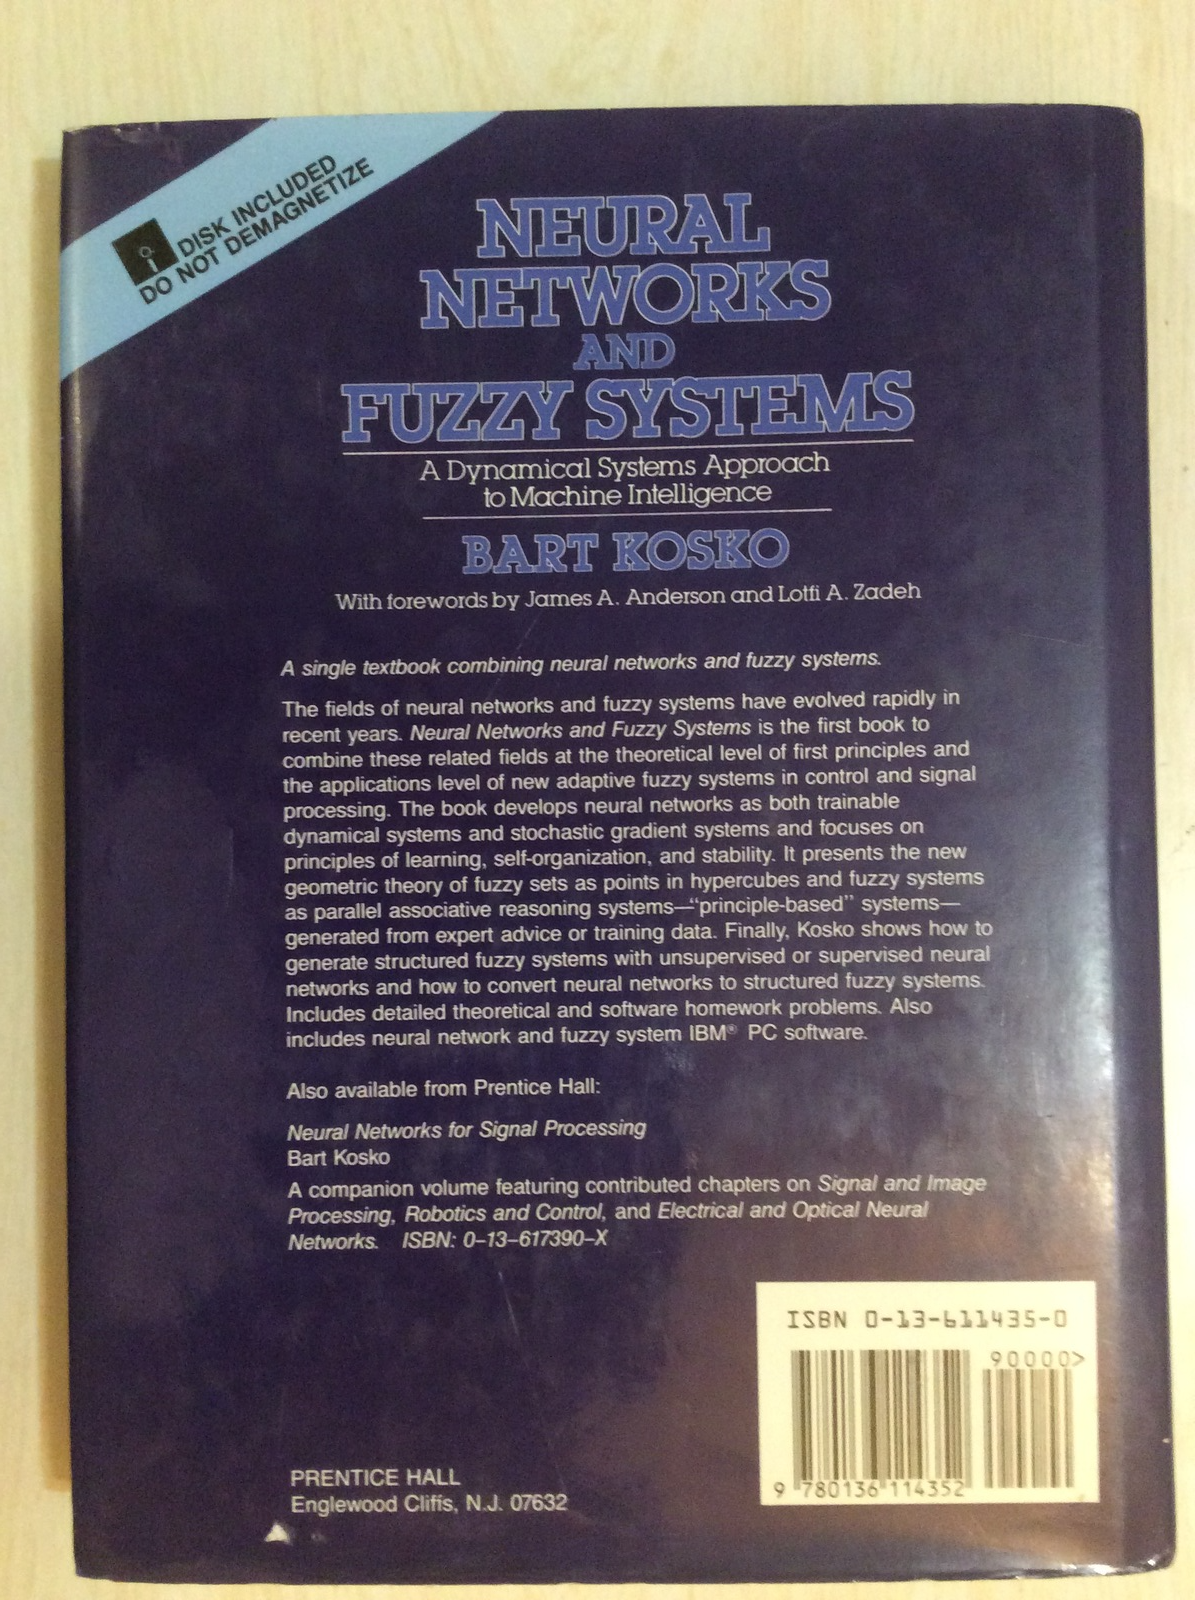 DISK INCLUDED
DO NOT DEMAGNETIZE
NEURAL
NETWORKS
AND
FUZZY SYSTEMS
A Dynamical Systems Approach
to Machine Intelligence
BART KOSKO
With forewords by James A. Anderson and Lotfi A. Zadeh
A single textbook combining neural networks and fuzzy systems.
The fields of neural networks and fuzzy systems have evolved rapidly in
recent years. Neural Networks and Fuzzy Systems is the first book to
combine these related fields at the theoretical level of first principles and
the applications level of new adaptive fuzzy systems in control and signal
processing. The book develops neural networks as both trainable
dynamical systems and stochastic gradient systems and focuses on
principles of learning, self-organization, and stability. It presents the new
geometric theory of fuzzy sets as points in hypercubes and fuzzy systems
as parallel associative reasoning systems—“principle-based” systems—
generated from expert advice or training data. Finally, Kosko shows how to
generate structured fuzzy systems with unsupervised or supervised neural
networks and how to convert neural networks to structured fuzzy systems.
Includes detailed theoretical and software homework problems. Also
includes neural network and fuzzy system IBM® PC software.
Also available from Prentice Hall:
Neural Networks for Signal Processing
Bart Kosko
A companion volume featuring contributed chapters on Signal and Image
Processing, Robotics and Control, and Electrical and Optical Neural
Networks. ISBN: 0–13–617390–X
ISBN 0-13-611435-0
90000>
9 780136 114352
PRENTICE HALL
Englewood Cliffs, N.J. 07632